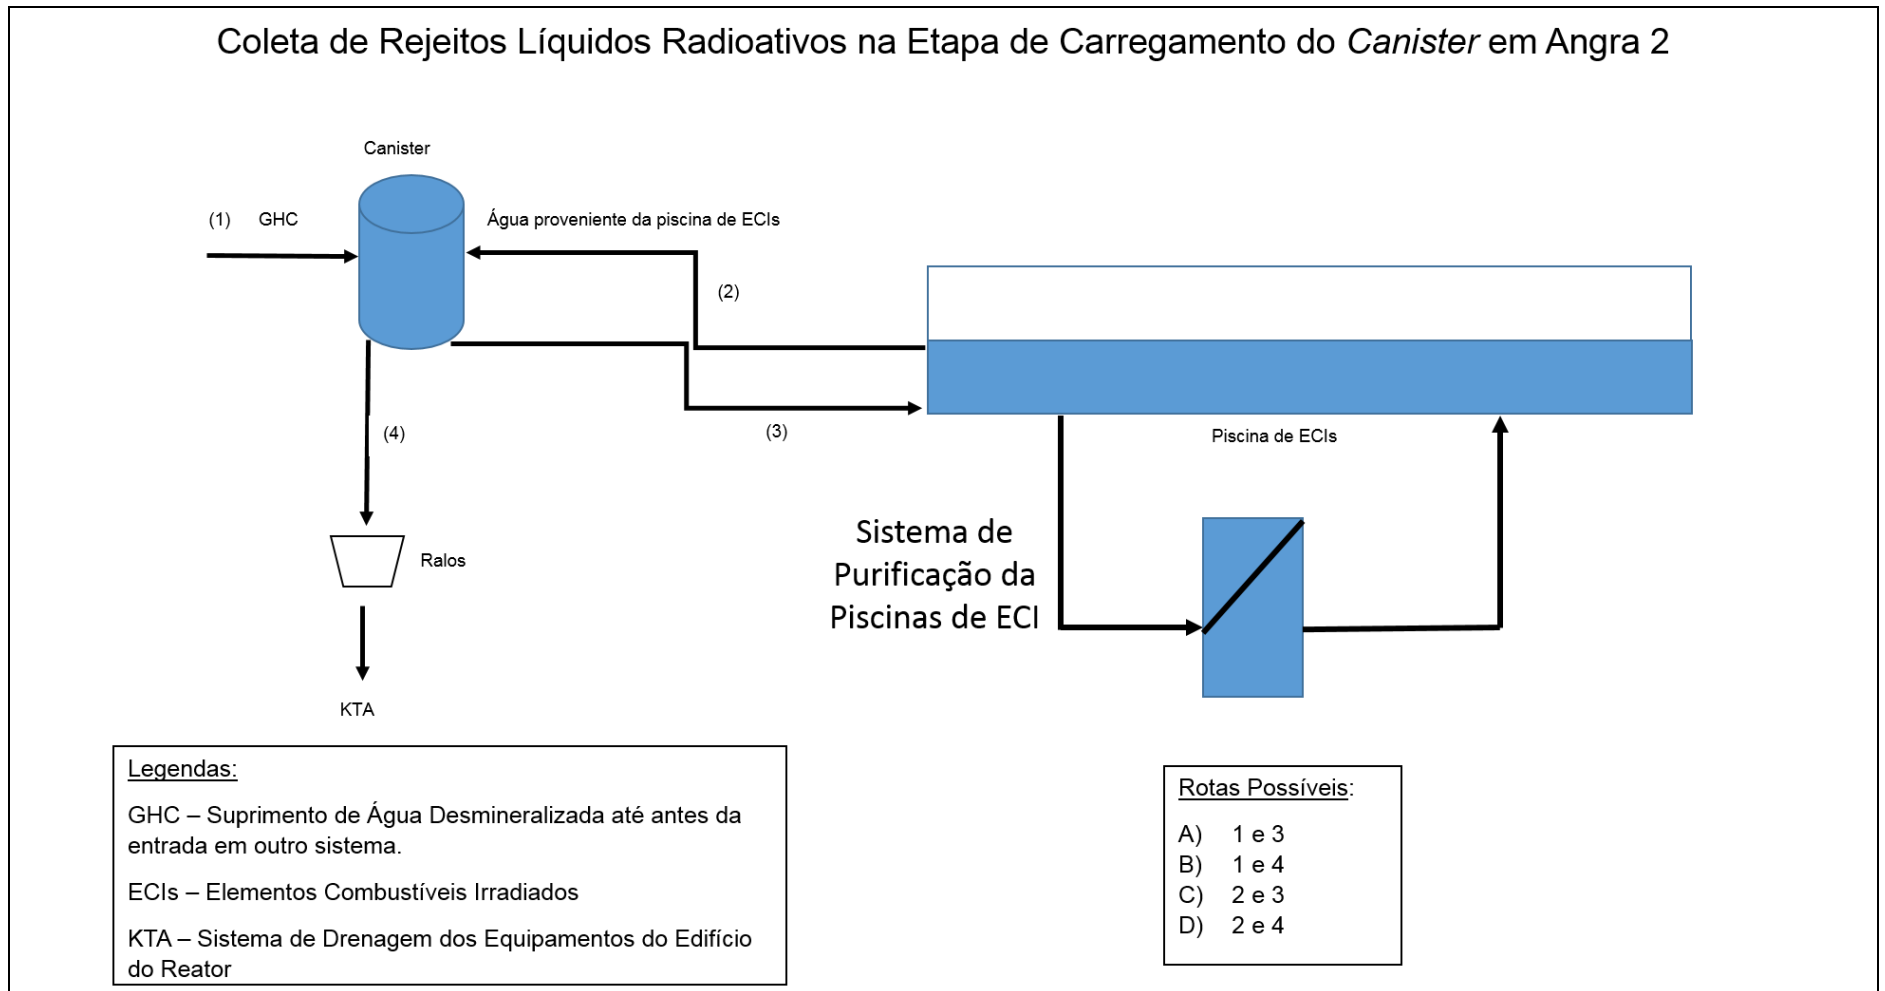 Coleta de Rejeitos Líquidos Radioativos na Etapa de Carregamento do Canister em Angra 2
Canister
(1) GHC
Água proveniente da piscina de ECIs
(2)
(3)
(4)
Piscina de ECIs
Sistema de
Purificação da
Piscinas de ECI
Ralos
KTA
Legendas:
GHC – Suprimento de Água Desmineralizada até antes da
entrada em outro sistema.
ECIs – Elementos Combustíveis Irradiados
KTA – Sistema de Drenagem dos Equipamentos do Edifício
do Reator
Rotas Possíveis:
A) 1 e 3
B) 1 e 4
C) 2 e 3
D) 2 e 4